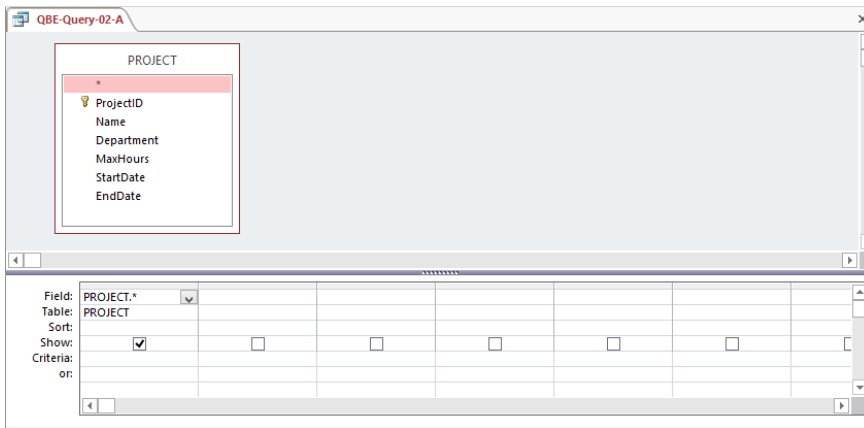 QBE-Query-02-A
PROJECT
*
ProjectID
Name
Department
MaxHours
StartDate
EndDate
Field: PROJECT.*
Table: PROJECT
Sort:
Show:
Criteria:
or: